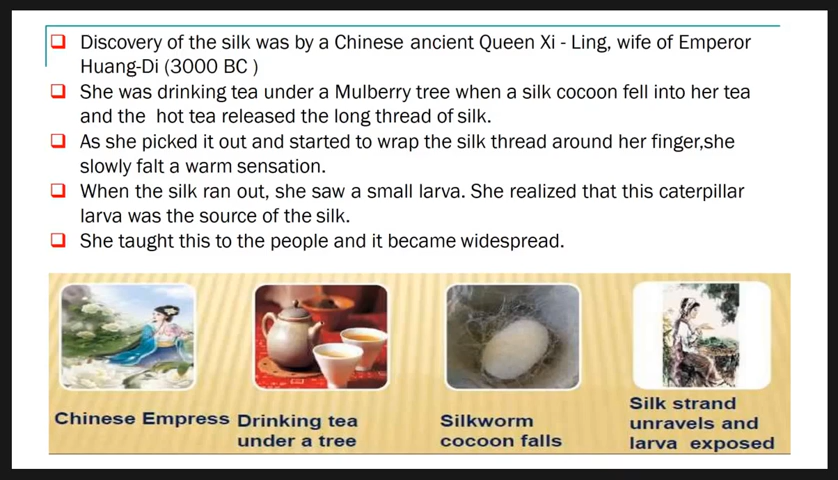 Discovery of the silk was by a Chinese ancient Queen Xi - Ling, wife of Emperor
Huang-Di (3000 BC )
She was drinking tea under a Mulberry tree when a silk cocoon fell into her tea
and the hot tea released the long thread of silk.
As she picked it out and started to wrap the silk thread around her finger,she
slowly falt a warm sensation.
When the silk ran out, she saw a small larva. She realized that this caterpillar
larva was the source of the silk.
She taught this to the people and it became widespread.
Chinese Empress
Drinking tea
under a tree
Silkworm
cocoon falls
Silk strand
unravels and
larva exposed